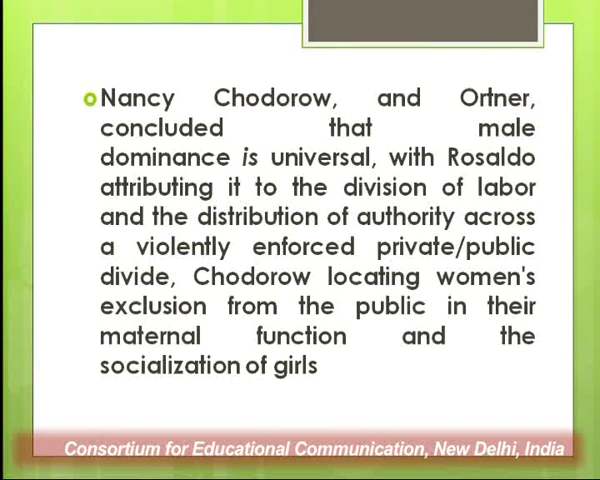 Nancy Chodorow, and Ortner,
concluded that male
dominance is universal, with Rosaldo
attributing it to the division of labor
and the distribution of authority across
a violently enforced private/public
divide, Chodorow locating women's
exclusion from the public in their
maternal function and the
socialization of girls
Consortium for Educational Communication, New Delhi, India